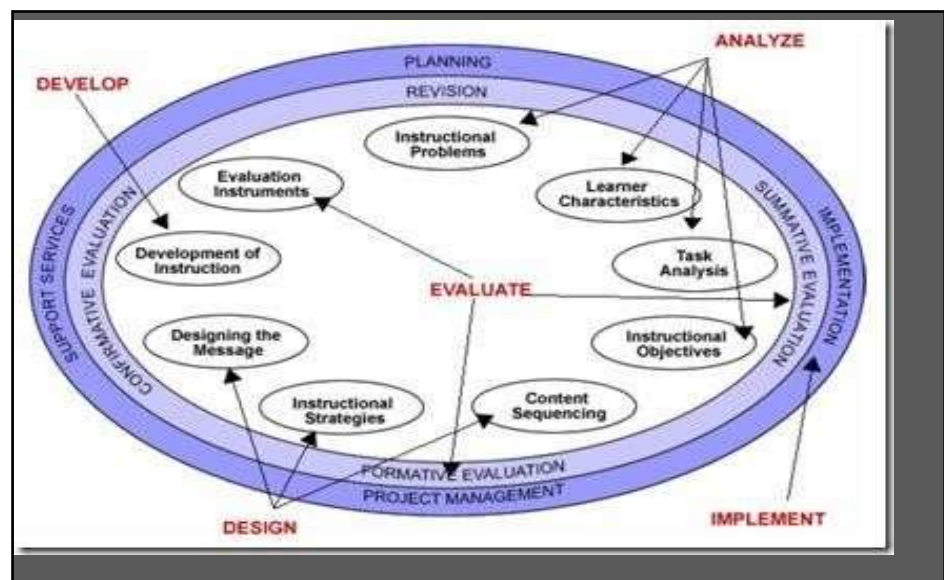 ANALYZE
PLANNING
DEVELOP
REVISION
Instructional
Problems
Evaluation
Instruments
Learner
Characteristics
SUPPORT SERVICES
CONFIRMATIVE EVALUATION
SUMMATIVE EVALUATION
IMPLEMENTATION
Development of
Instruction
Task
Analysis
EVALUATE
Designing the
Message
Instructional
Objectives
Instructional
Strategies
Content
Sequencing
FORMATIVE EVALUATION
PROJECT MANAGEMENT
DESIGN
IMPLEMENT